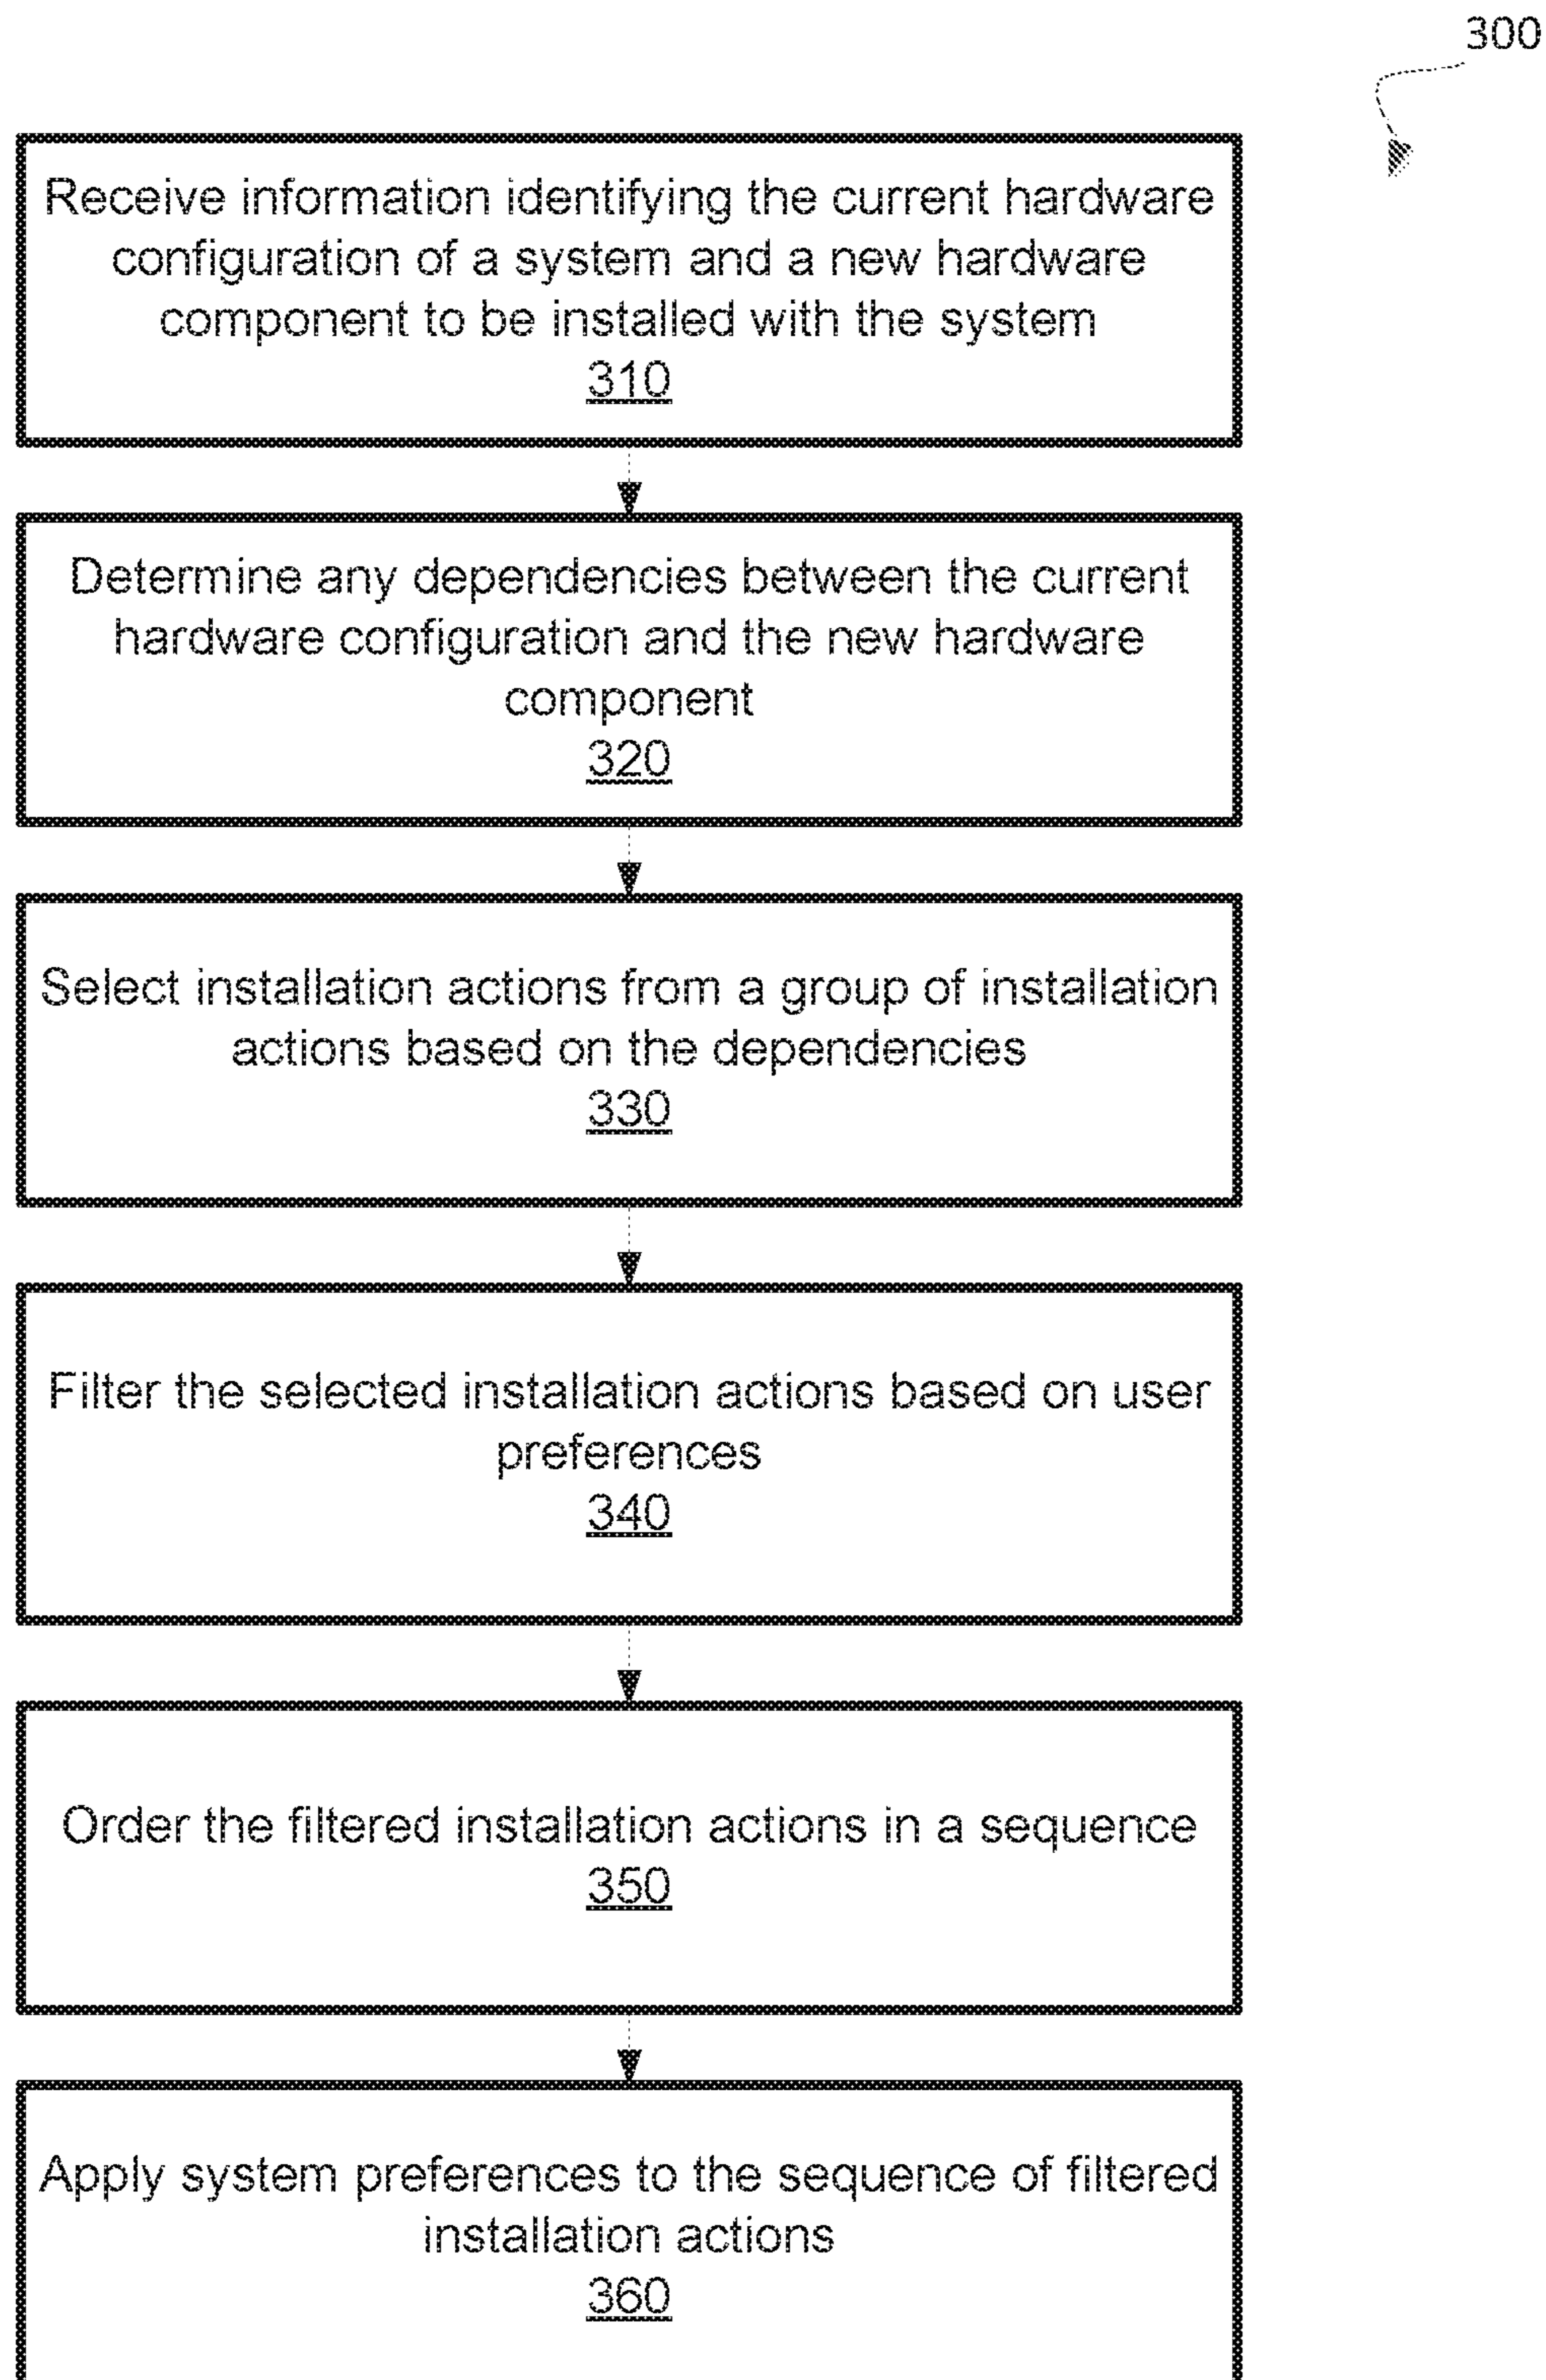 300
Receive information identifying the current hardware
configuration of a system and a new hardware
component to be installed with the system
310
Determine any dependencies between the current
hardware configuration and the new hardware
component
320
Select installation actions from a group of installation
actions based on the dependencies
330
Filter the selected installation actions based on user
preferences
340
Order the filtered installation actions in a sequence
350
Apply system preferences to the sequence of filtered
installation actions
360